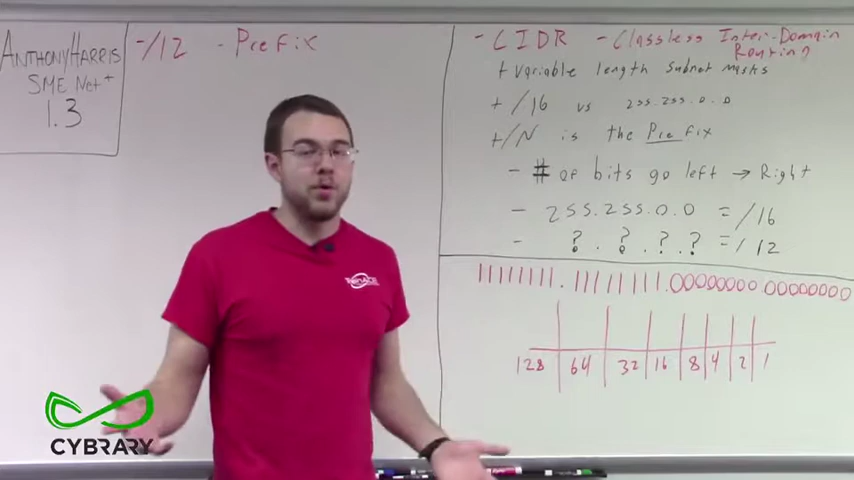 ANTHONY HARRIS
SME Net+
1.3
-/12 - Prefix
- CIDR - Classless Inter-Domain
Routing
+ Variable length subnet masks
+ /16 vs 255.255.0.0
+ /N is the Prefix
- # of bits go left → Right
- 255.255.0.0 = /16
- ? . ? . ? . ? = / 12
11111111.11111111.00000000.00000000
128 64 32 16 8 4 2 1
TrainACE
CYBRARY